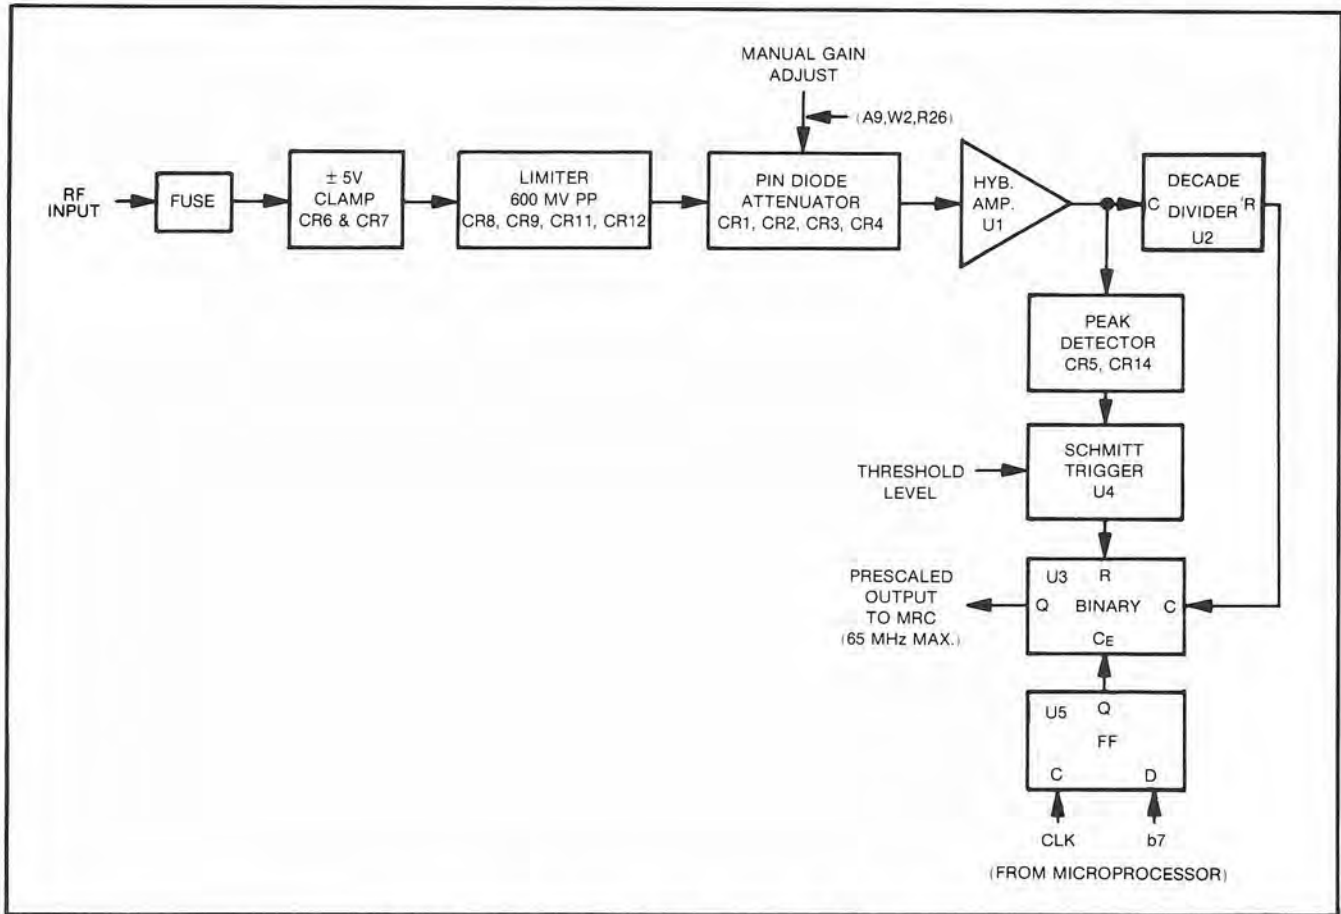 MANUAL GAIN
ADJUST
(A9,W2,R26)
RF
INPUT
FUSE
± 5V
CLAMP
CR6 & CR7
LIMITER
600 MV PP
CR8, CR9, CR11, CR12
PIN DIODE
ATTENUATOR
CR1, CR2, CR3, CR4
HYB.
AMP.
U1
DECADE
C DIVIDER 'R
U2
PEAK
DETECTOR
CR5, CR14
THRESHOLD
LEVEL
SCHMITT
TRIGGER
U4
PRESCALED
OUTPUT
TO MRC
(65 MHz MAX.)
U3 R
Q BINARY C
CE
U5 Q
FF
C D
CLK b7
(FROM MICROPROCESSOR)